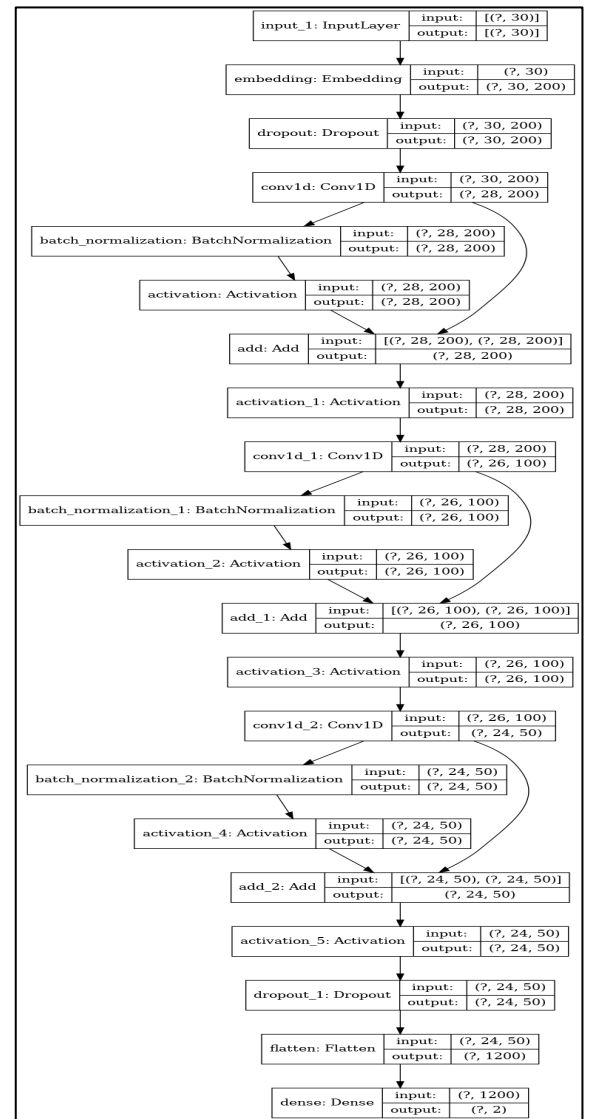 input_1: InputLayer input: [(?, 30)]
output: [(?, 30)]
embedding: Embedding input: (?, 30)
output: (?, 30, 200)
dropout: Dropout input: (?, 30, 200)
output: (?, 30, 200)
conv1d: Conv1D input: (?, 30, 200)
output: (?, 28, 200)
batch_normalization: BatchNormalization input: (?, 28, 200)
output: (?, 28, 200)
activation: Activation input: (?, 28, 200)
output: (?, 28, 200)
add: Add input: [(?, 28, 200), (?, 28, 200)]
output: (?, 28, 200)
activation_1: Activation input: (?, 28, 200)
output: (?, 28, 200)
conv1d_1: Conv1D input: (?, 28, 200)
output: (?, 26, 100)
batch_normalization_1: BatchNormalization input: (?, 26, 100)
output: (?, 26, 100)
activation_2: Activation input: (?, 26, 100)
output: (?, 26, 100)
add_1: Add input: [(?, 26, 100), (?, 26, 100)]
output: (?, 26, 100)
activation_3: Activation input: (?, 26, 100)
output: (?, 26, 100)
conv1d_2: Conv1D input: (?, 26, 100)
output: (?, 24, 50)
batch_normalization_2: BatchNormalization input: (?, 24, 50)
output: (?, 24, 50)
activation_4: Activation input: (?, 24, 50)
output: (?, 24, 50)
add_2: Add input: [(?, 24, 50), (?, 24, 50)]
output: (?, 24, 50)
activation_5: Activation input: (?, 24, 50)
output: (?, 24, 50)
dropout_1: Dropout input: (?, 24, 50)
output: (?, 24, 50)
flatten: Flatten input: (?, 24, 50)
output: (?, 1200)
dense: Dense input: (?, 1200)
output: (?, 2)